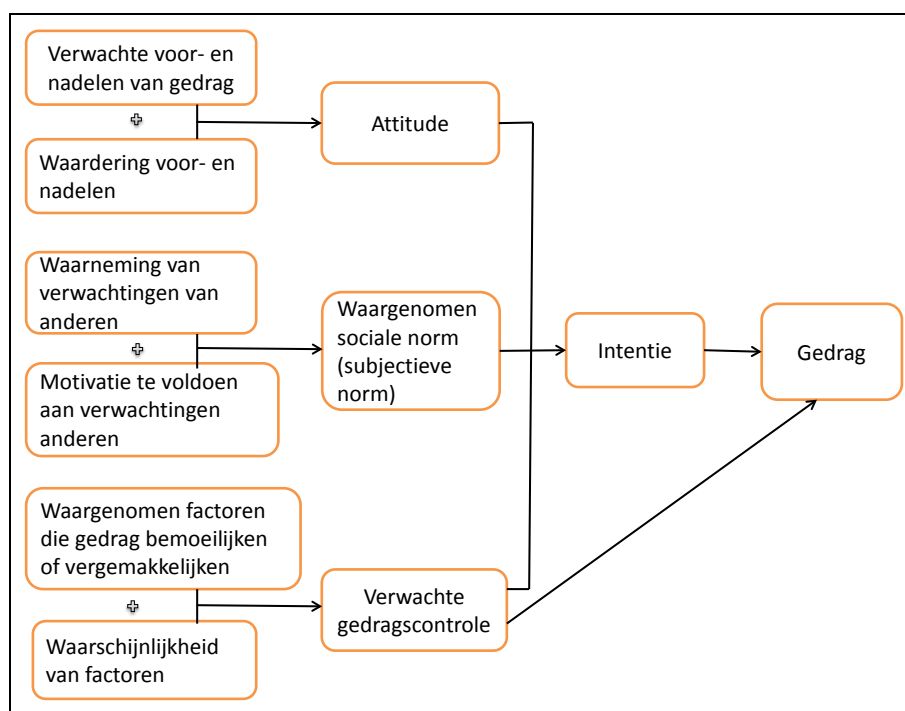 Verwachte voor- en
nadelen van gedrag
Waardering voor- en
nadelen
Attitude
Waarneming van
verwachtingen van
anderen
Motivatie te voldoen
aan verwachtingen
anderen
Waargenomen
sociale norm
(subjectieve
norm)
Intentie
Gedrag
Waargenomen factoren
die gedrag bemoeilijken
of vergemakkelijken
Waarschijnlijkheid
van factoren
Verwachte
gedragscontrole